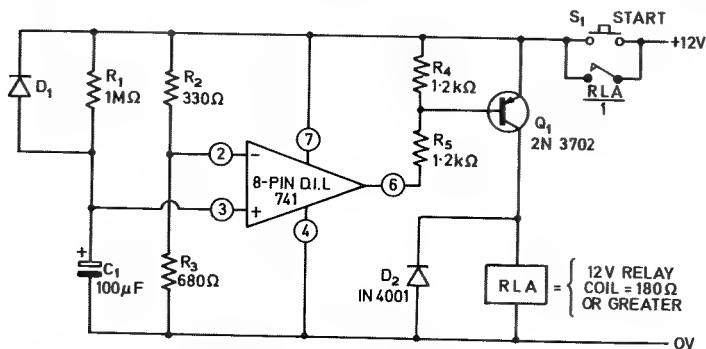 S1 START
+12V
RLA
1
D1
R1
1MΩ
R2
330Ω
R4
1·2kΩ
Q1
2N 3702
7
2
−
8-PIN D.I.L
741
6
R5
1·2kΩ
3
+
4
+
C1
100µF
R3
680Ω
D2
IN 4001
RLA
=
12V RELAY
COIL = 180Ω
OR GREATER
0V